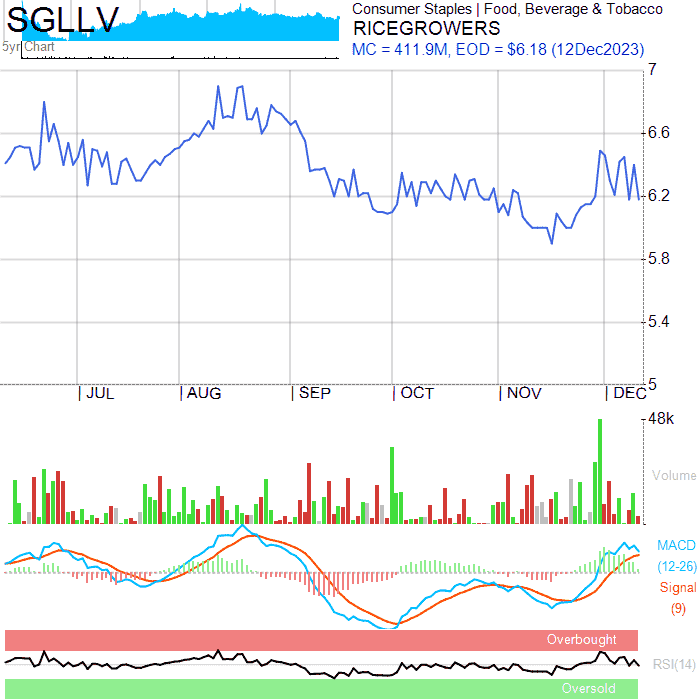 SGLLV
5yr Chart
Consumer Staples | Food, Beverage & Tobacco
RICEGROWERS
MC = 411.9M, EOD = $6.18 (12Dec2023)
7
6.6
6.2
5.8
5.4
5
| JUL | AUG | SEP | OCT | NOV | DEC
48k
Volume
MACD
(12-26)
Signal
(9)
Overbought
RSI(14)
Oversold